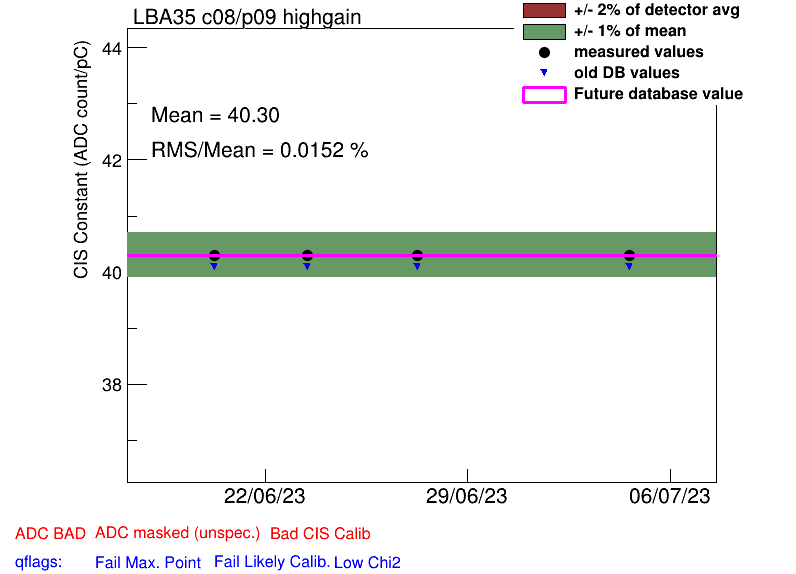 LBA35 c08/p09 highgain
+/- 2% of detector avg
+/- 1% of mean
measured values
old DB values
Future database value
CIS Constant (ADC count/pC)
Mean = 40.30
RMS/Mean = 0.0152 %
44
42
40
38
22/06/23 29/06/23 06/07/23
ADC BAD ADC masked (unspec.) Bad CIS Calib
qflags: Fail Max. Point Fail Likely Calib. Low Chi2